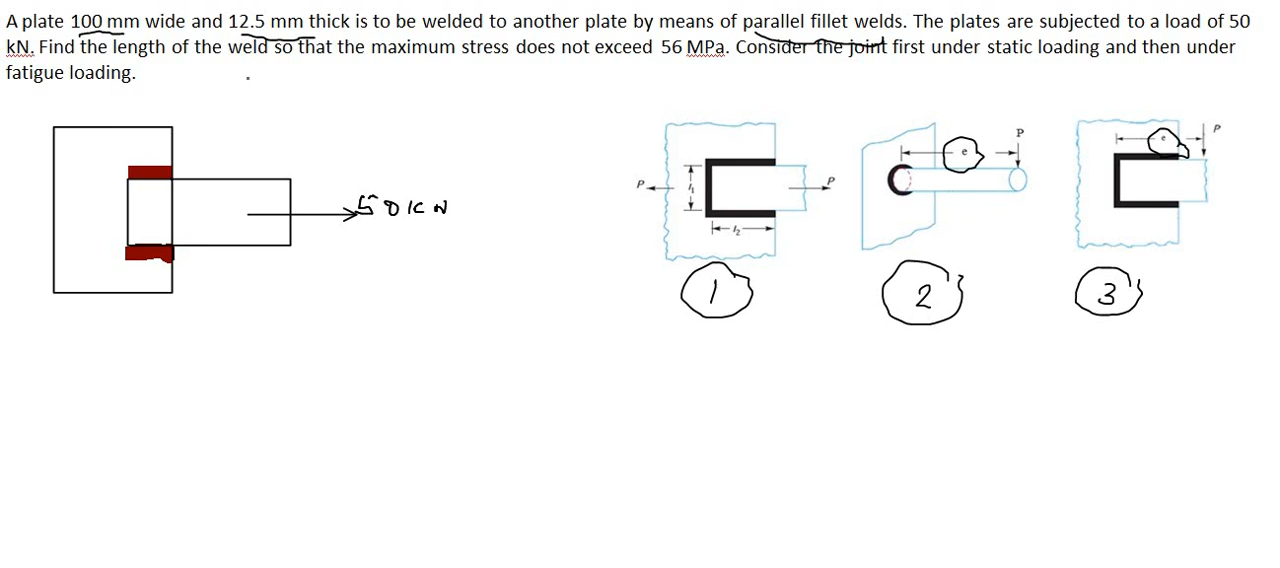 A plate 100 mm wide and 12.5 mm thick is to be welded to another plate by means of parallel fillet welds. The plates are subjected to a load of 50
kN. Find the length of the weld so that the maximum stress does not exceed 56 MPa. Consider the joint first under static loading and then under
fatigue loading.
50 KN
P
P
l₁
l₂
P
e
P
e
1
2
3